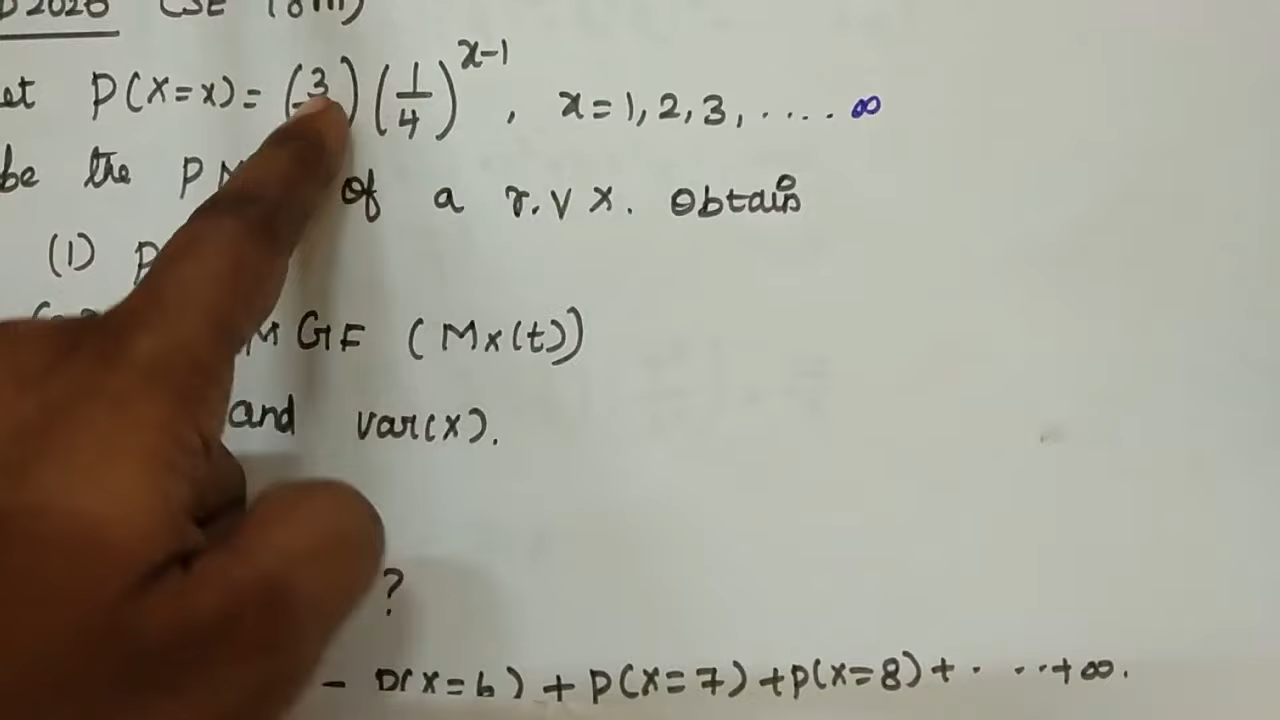 2026 CSE (8M)
et P(X=x) = (3 ) (1/4)^{x-1} , x = 1, 2, 3, .... ∞
be the P of a r.v X. Obtain
(1) P
MGF (Mx(t))
and var(x).
?
P(X=6) + P(X=7) + P(X=8) + . ... + ∞.